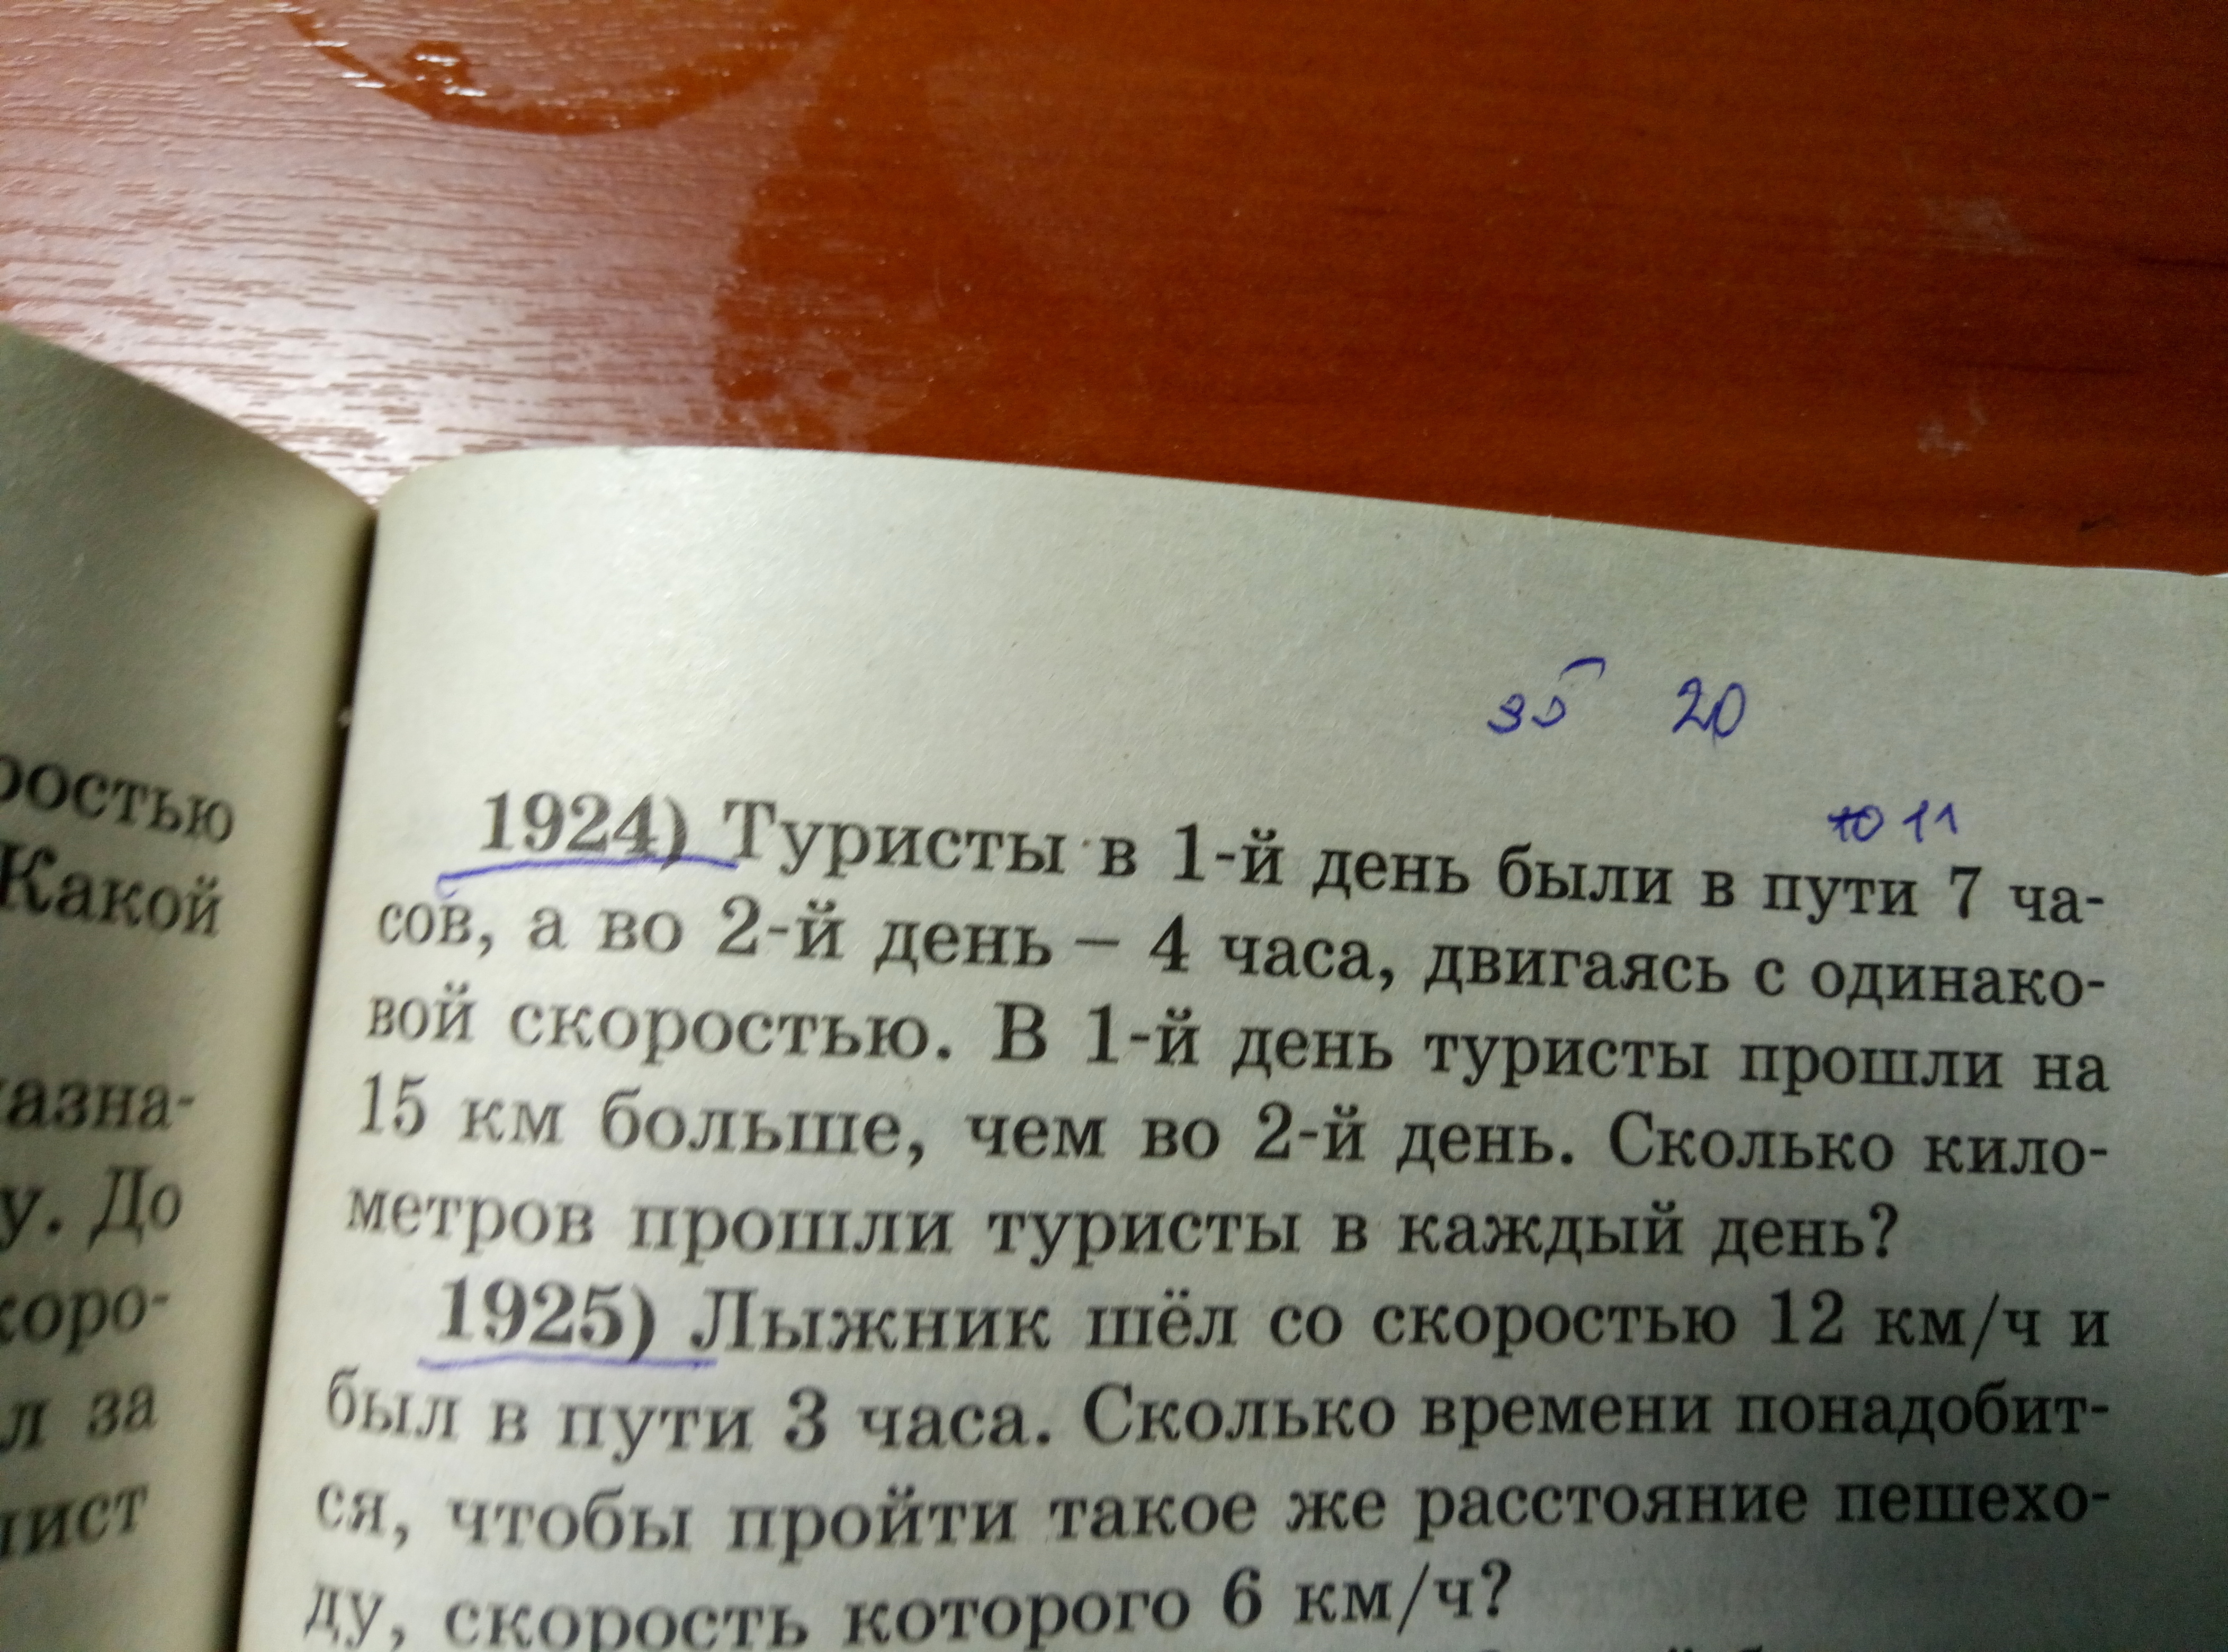 ростью
Какой
азна-
у. До
коро-
л за
лист
35 20
10 11
1924) Туристы в 1-й день были в пути 7 ча-
сов, а во 2-й день – 4 часа, двигаясь с одинако-
вой скоростью. В 1-й день туристы прошли на
15 км больше, чем во 2-й день. Сколько кило-
метров прошли туристы в каждый день?
1925) Лыжник шёл со скоростью 12 км/ч и
был в пути 3 часа. Сколько времени понадобит-
ся, чтобы пройти такое же расстояние пешехо-
ду, скорость которого 6 км/ч?